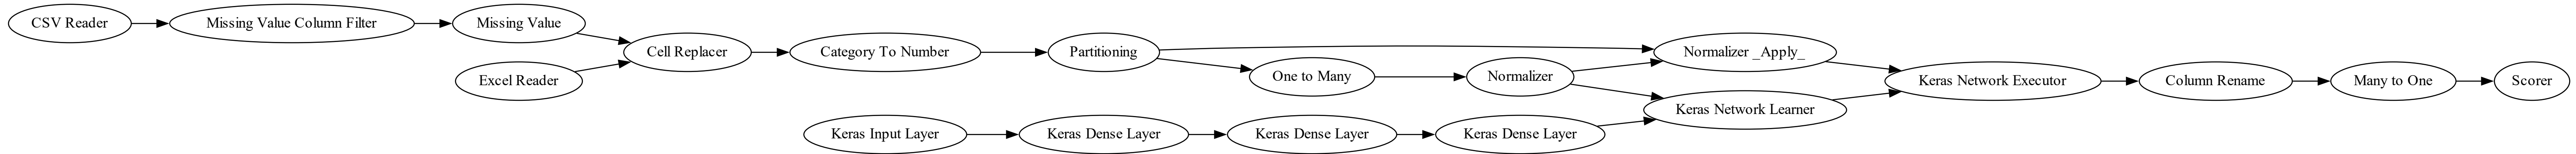 CSV Reader
Missing Value Column Filter
Missing Value
Excel Reader
Cell Replacer
Category To Number
Partitioning
One to Many
Normalizer
Normalizer _Apply_
Keras Input Layer
Keras Dense Layer
Keras Dense Layer
Keras Dense Layer
Keras Network Learner
Keras Network Executor
Column Rename
Many to One
Scorer